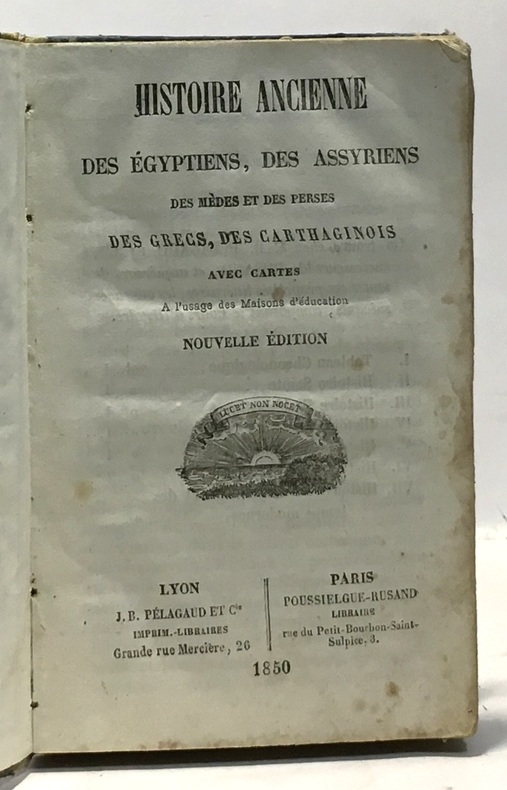 HISTOIRE ANCIENNE
DES ÉGYPTIENS, DES ASSYRIENS
DES MÈDES ET DES PERSES
DES GRECS, DES CARTHAGINOIS
AVEC CARTES
A l'usage des Maisons d'éducation
NOUVELLE ÉDITION
LUCET NON NOCET
LYON
J. B. PÉLAGAUD ET Cie
IMPRIM.-LIBRAIRES
Grande rue Mercière, 26
PARIS
POUSSIELGUE-RUSAND
LIBRAIRE
rue du Petit-Bourbon-Saint-
Sulpice, 3.
1850